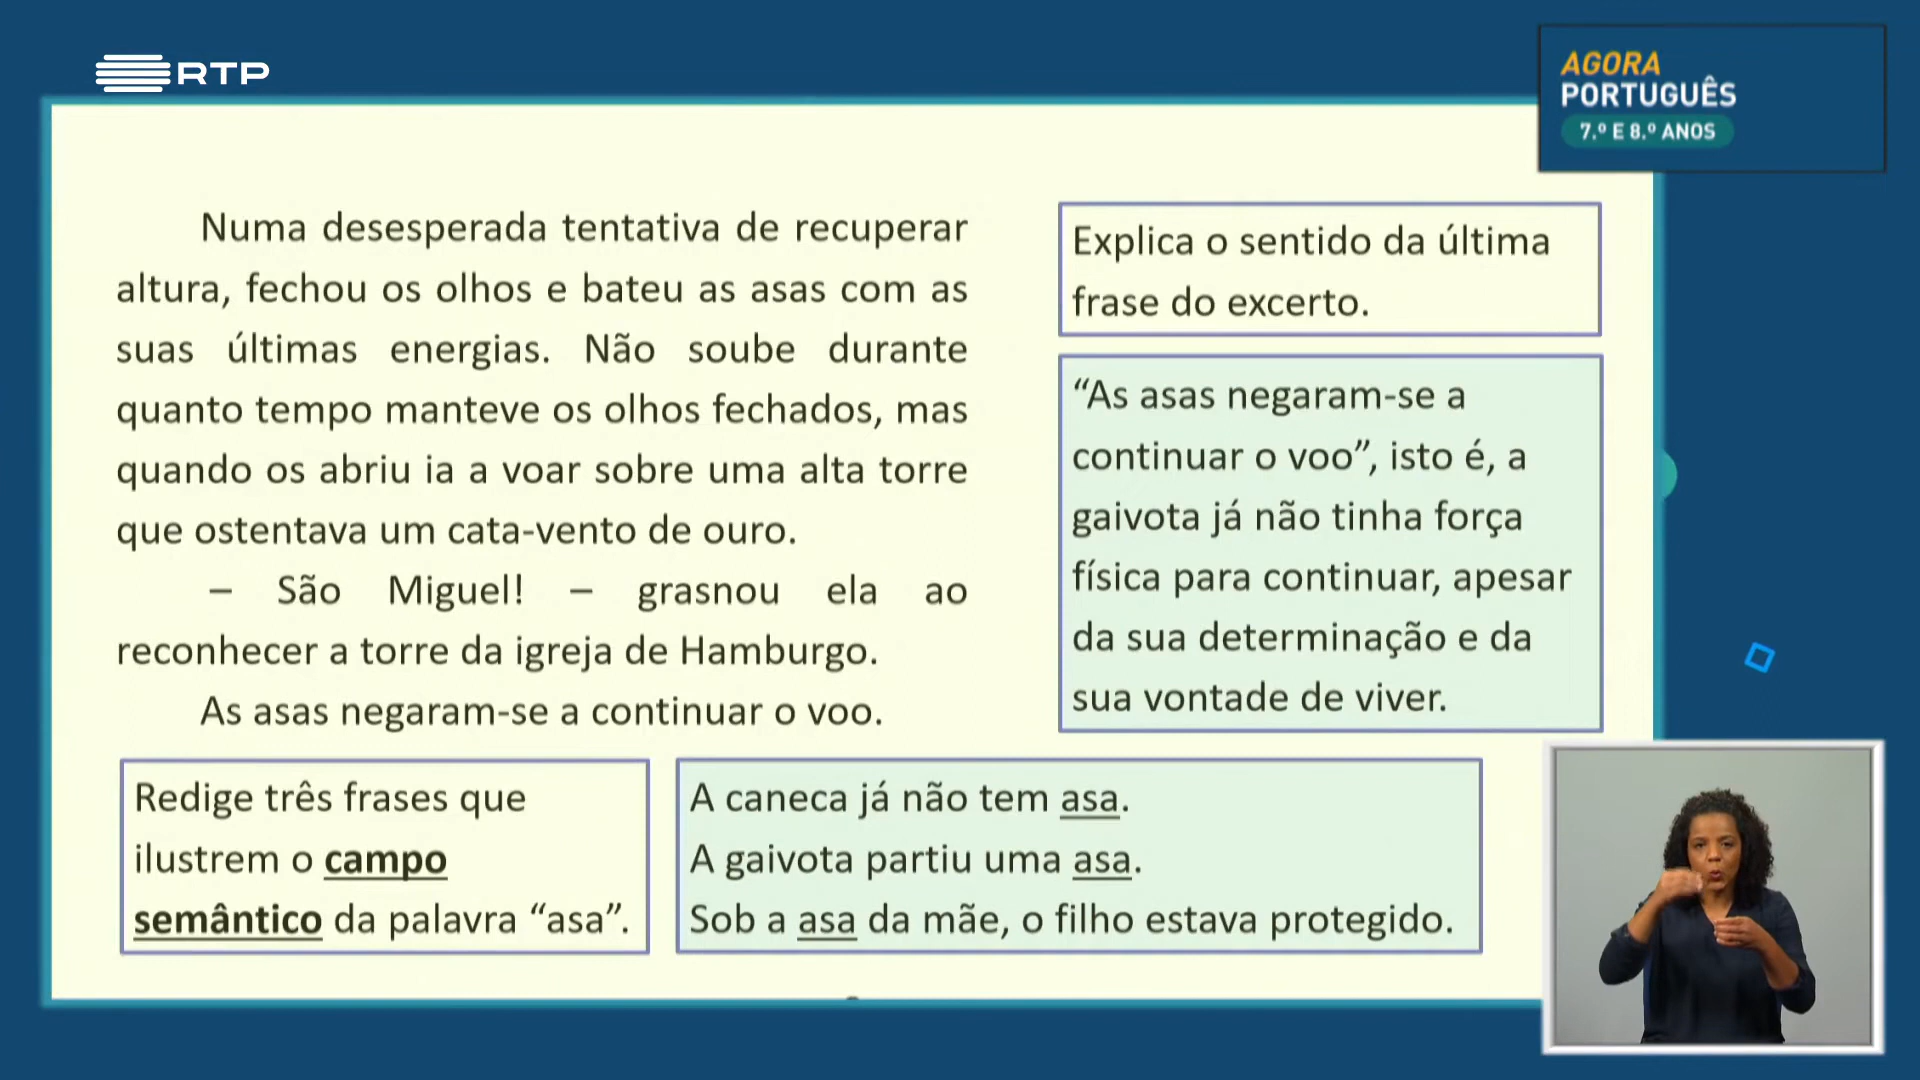 RTP
AGORA
PORTUGUÊS
7.º E 8.º ANOS
Numa desesperada tentativa de recuperar
altura, fechou os olhos e bateu as asas com as
suas últimas energias. Não soube durante
quanto tempo manteve os olhos fechados, mas
quando os abriu ia a voar sobre uma alta torre
que ostentava um cata-vento de ouro.
– São Miguel! – grasnou ela ao
reconhecer a torre da igreja de Hamburgo.
As asas negaram-se a continuar o voo.
Explica o sentido da última
frase do excerto.
“As asas negaram-se a
continuar o voo”, isto é, a
gaivota já não tinha força
física para continuar, apesar
da sua determinação e da
sua vontade de viver.
Redige três frases que
ilustrem o campo
semântico da palavra “asa”.
A caneca já não tem asa.
A gaivota partiu uma asa.
Sob a asa da mãe, o filho estava protegido.